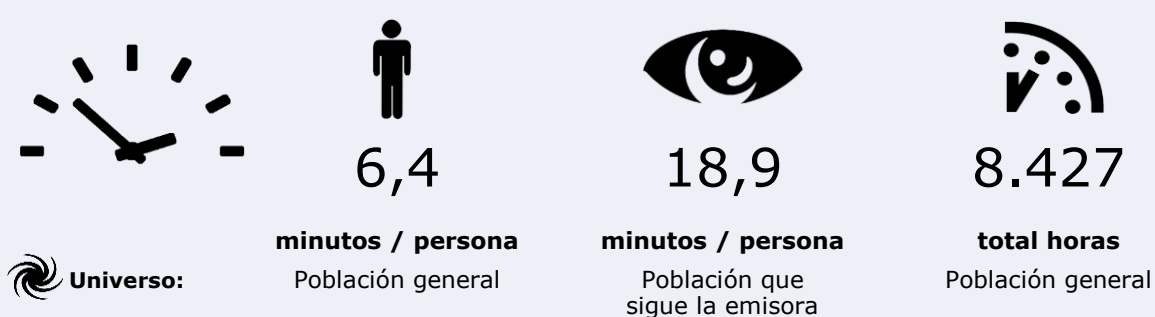 6,4
18,9
8.427
minutos / persona
minutos / persona
total horas
Universo:
Población general
Población que
sigue la emisora
Población general